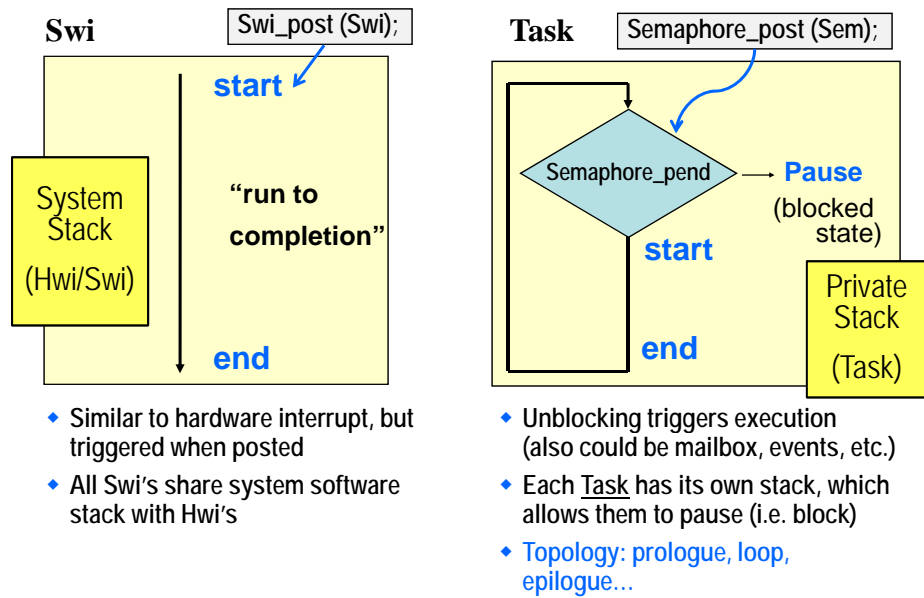 Swi
Swi_post (Swi);
start
System
Stack
(Hwi/Swi)
“run to
completion”
end
◆ Similar to hardware interrupt, but
triggered when posted
◆ All Swi's share system software
stack with Hwi's
Task
Semaphore_post (Sem);
Semaphore_pend
Pause
(blocked
state)
start
Private
Stack
(Task)
end
◆ Unblocking triggers execution
(also could be mailbox, events, etc.)
◆ Each Task has its own stack, which
allows them to pause (i.e. block)
◆ Topology: prologue, loop,
epilogue…